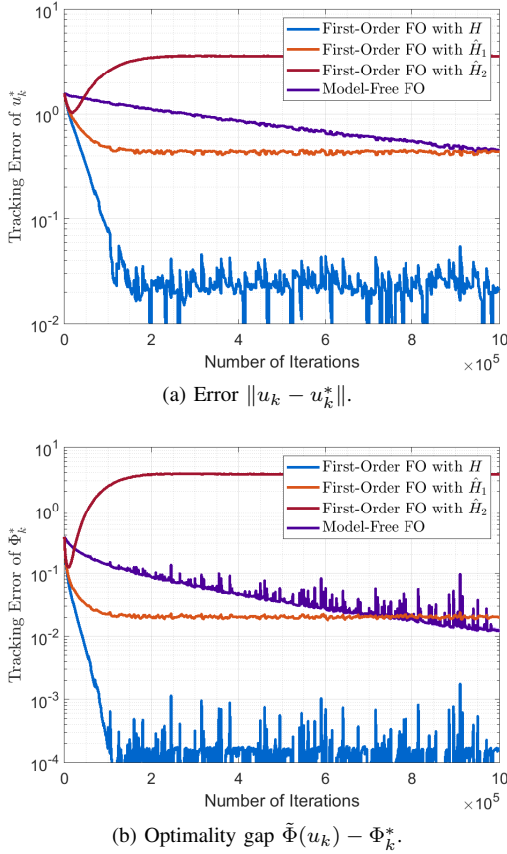 10^1
10^0
10^{-1}
10^{-2}
Tracking Error of u_k^*
First-Order FO with H
First-Order FO with Ĥ_1
First-Order FO with Ĥ_2
Model-Free FO
0 2 4 6 8 10
Number of Iterations
×10^5
(a) Error ‖u_k − u_k^*‖.
10^1
10^0
10^{-1}
10^{-2}
10^{-3}
10^{-4}
Tracking Error of Φ_k^*
First-Order FO with H
First-Order FO with Ĥ_1
First-Order FO with Ĥ_2
Model-Free FO
0 2 4 6 8 10
Number of Iterations
×10^5
(b) Optimality gap Φ̃(u_k) − Φ_k^*.